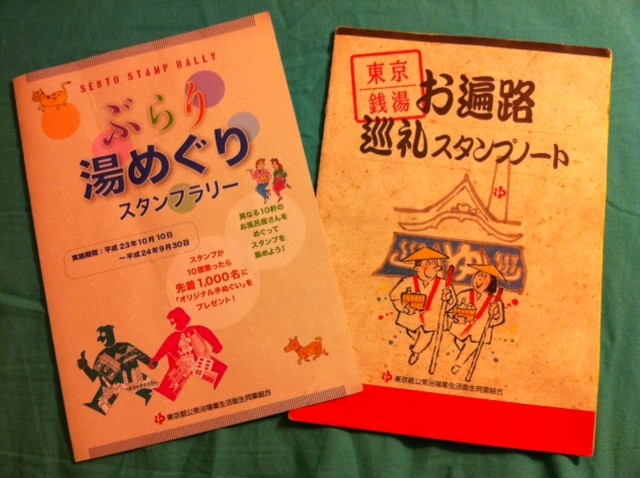 SENTO STAMP RALLY
ぶらり
湯めぐり
スタンプラリー
実施期間：平成23年10月10日
～平成24年9月30日
異なる10軒の
お風呂屋さんを
めぐって
スタンプを
集めよう！
スタンプが
10個集ったら
先着1,000名に
「オリジナル手ぬぐい」を
プレゼント！
ゆ 東京都公衆浴場業生活衛生同業組合
東京
銭湯
お遍路
巡礼スタンプノート
ゆ
ゆ 東京都公衆浴場業生活衛生同業組合